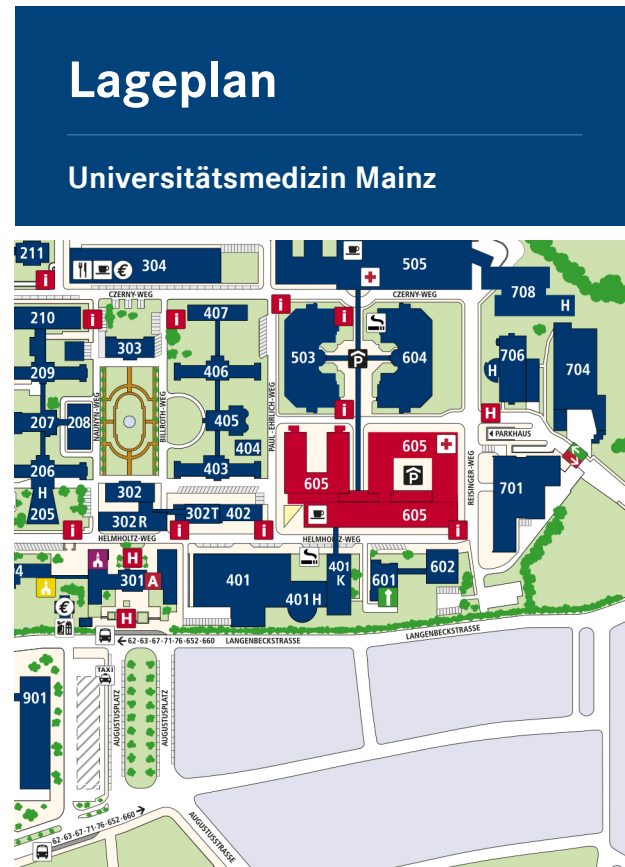 Lageplan
Universitätsmedizin Mainz
211
304
€
505
i
CZERNY-WEG
CZERNY-WEG
708
H
210
i
i
407
i
i
303
503
604
706
704
H
209
406
P
NAUNYN-WEG
BILLROTH-WEG
PAUL-EHRLICH-WEG
207
208
405
i
H
404
605
605
PARKHAUS
206
403
P
REISINGER-WEG
H
302
701
205
302R
302T
402
605
i
i
i
i
HELMHOLTZ-WEG
HELMHOLTZ-WEG
H
4
301
A
401
401
K
601
602
401H
€
H
62-63-67-71-76-652-660
LANGENBECKSTRASSE
LANGENBECKSTRASSE
TAXI
901
AUGUSTUSPLATZ
AUGUSTUSPLATZ
62-63-67-71-76-652-660
AUGUSTUSSTRASSE